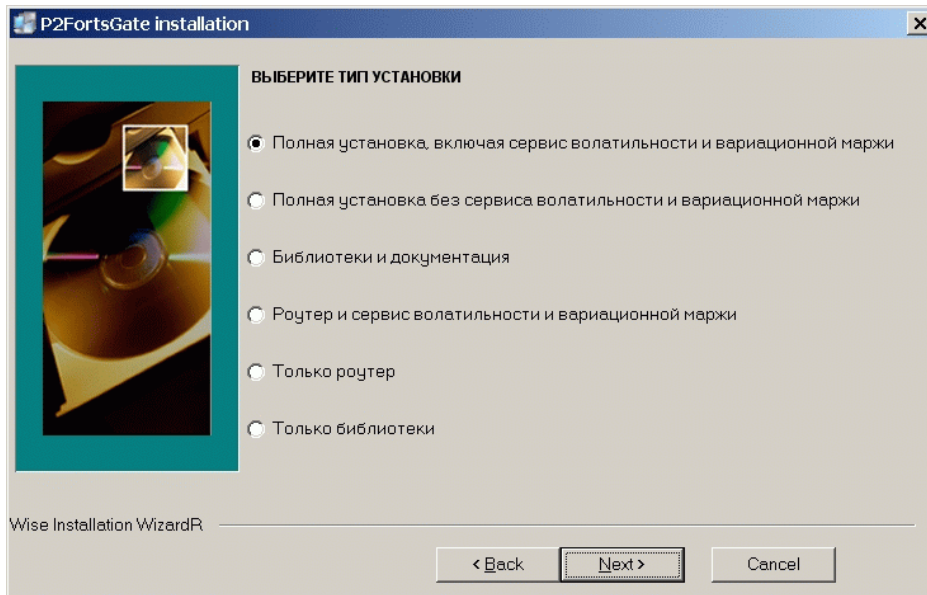 P2FortsGate installation
ВЫБЕРИТЕ ТИП УСТАНОВКИ
Полная установка, включая сервис волатильности и вариационной маржи
Полная установка без сервиса волатильности и вариационной маржи
Библиотеки и документация
Роутер и сервис волатильности и вариационной маржи
Только роутер
Только библиотеки
Wise Installation WizardR
< Back Next > Cancel